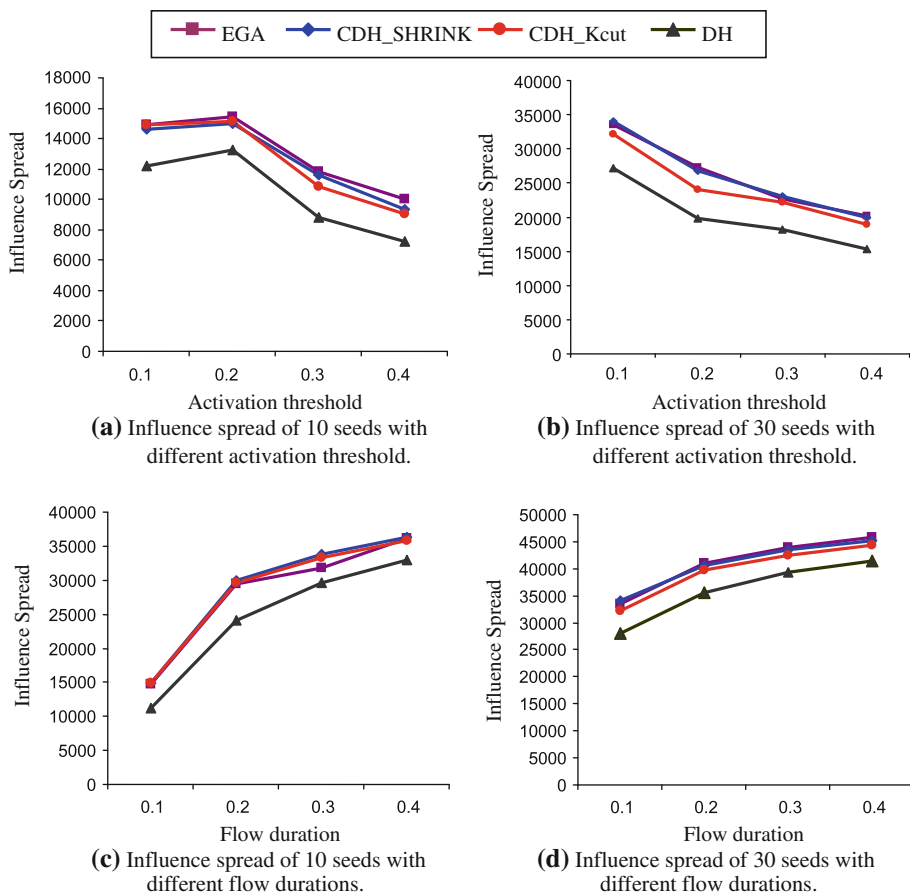 EGA CDH_SHRINK CDH_Kcut DH
18000
16000
14000
12000
10000
8000
6000
4000
2000
0
Influence Spread
0.1 0.2 0.3 0.4
Activation threshold
(a) Influence spread of 10 seeds with
different activation threshold.
40000
35000
30000
25000
20000
15000
10000
5000
0
Influence Spread
0.1 0.2 0.3 0.4
Activation threshold
(b) Influence spread of 30 seeds with
different activation threshold.
40000
35000
30000
25000
20000
15000
10000
5000
0
Influence Spread
0.1 0.2 0.3 0.4
Flow duration
(c) Influence spread of 10 seeds with
different flow durations.
50000
45000
40000
35000
30000
25000
20000
15000
10000
5000
0
Influence Spread
0.1 0.2 0.3 0.4
Flow duration
(d) Influence spread of 30 seeds with
different flow durations.